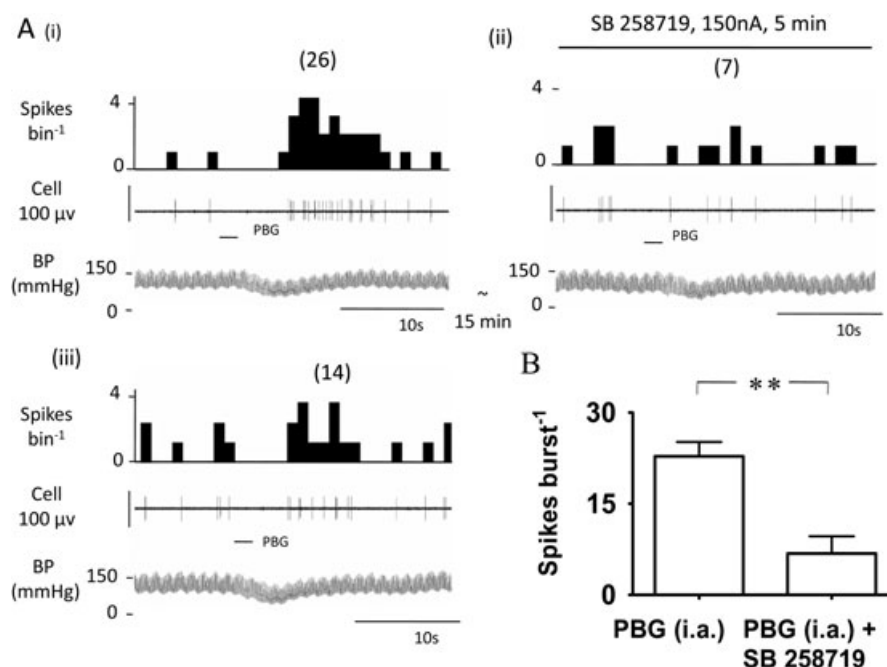 A (i)
(26)
Spikes
bin-1
4
0
Cell
100 μv
PBG
BP
(mmHg)
150
0
10s
~
15 min
(ii)
SB 258719, 150nA, 5 min
(7)
4
0
PBG
150
0
10s
(iii)
(14)
Spikes
bin-1
4
0
Cell
100 μv
PBG
BP
(mmHg)
150
0
10s
B
**
Spikes burst-1
30
15
0
PBG (i.a.)
PBG (i.a.) +
SB 258719